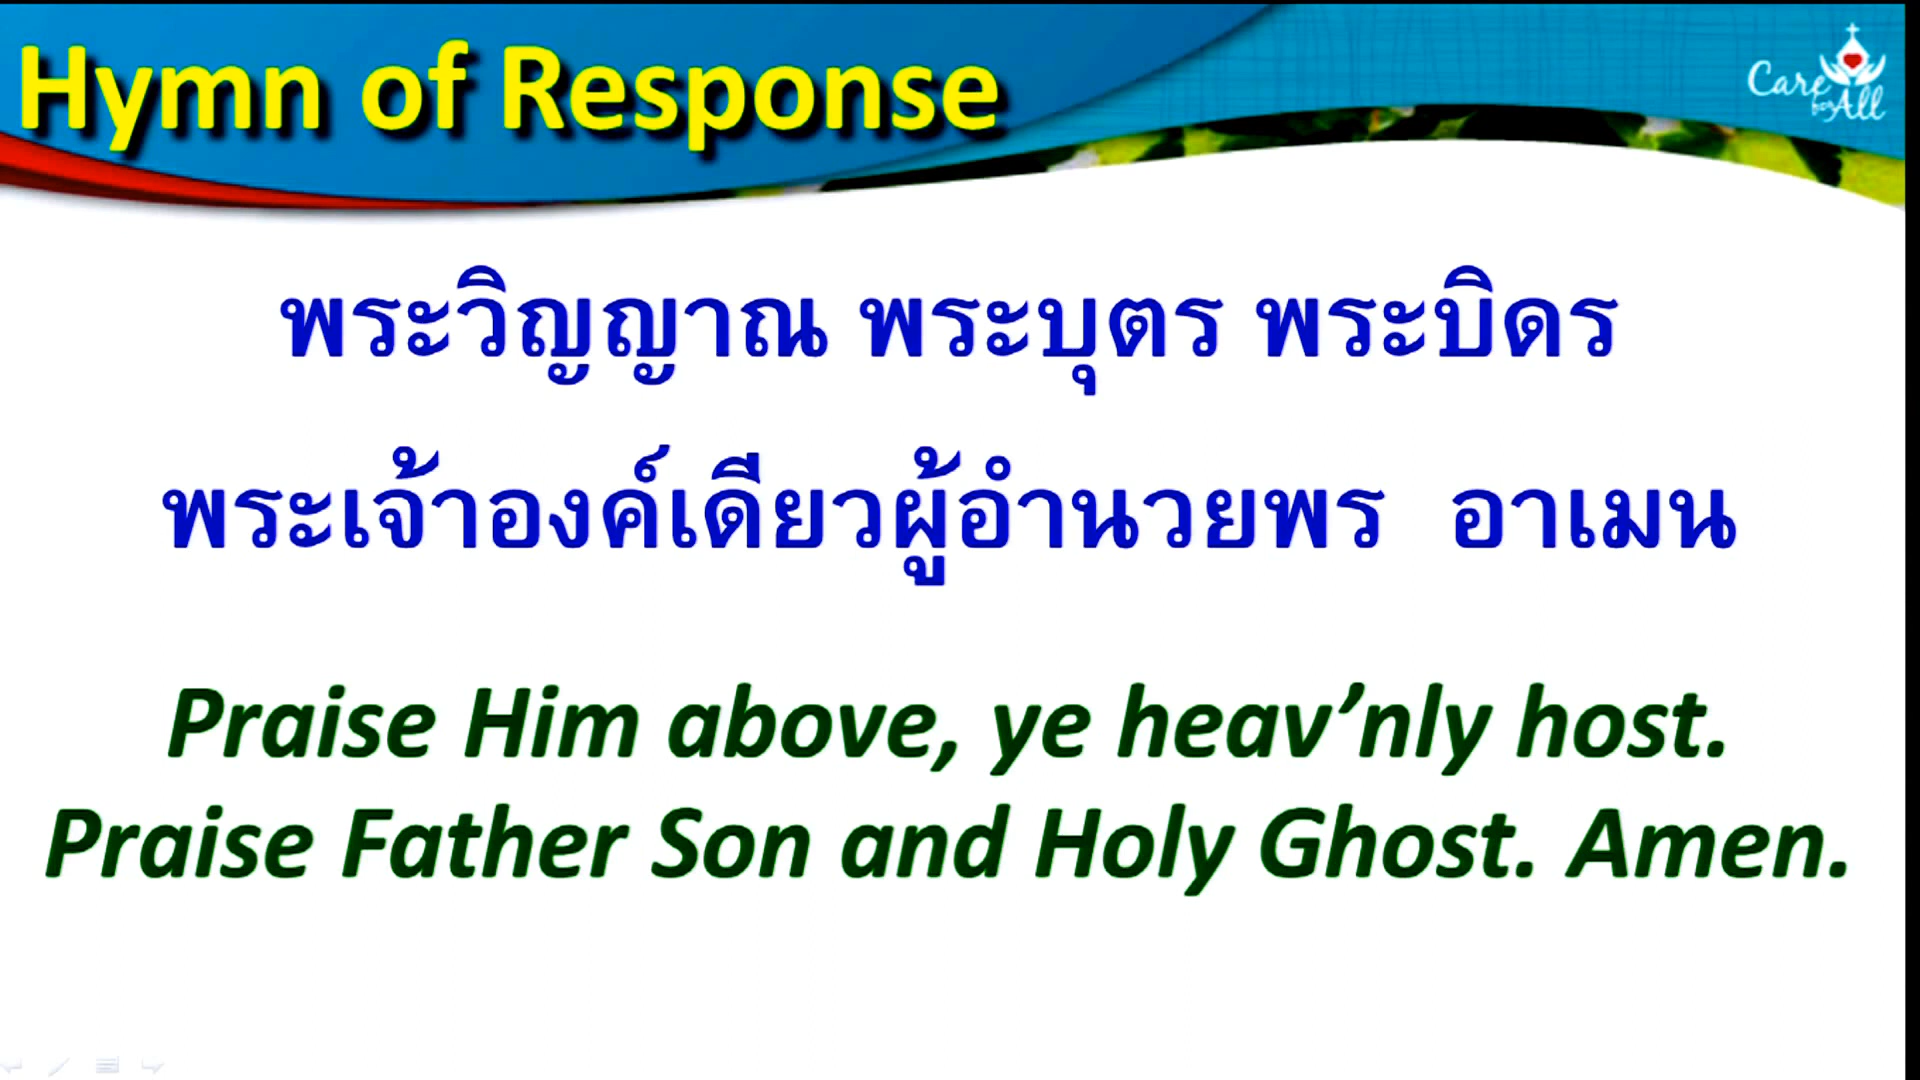 Hymn of Response
Care
for All
พระวิญญาณ พระบุตร พระบิดร
พระเจ้าองค์เดียวผู้อำนวยพร อาเมน
Praise Him above, ye heav’nly host.
Praise Father Son and Holy Ghost. Amen.